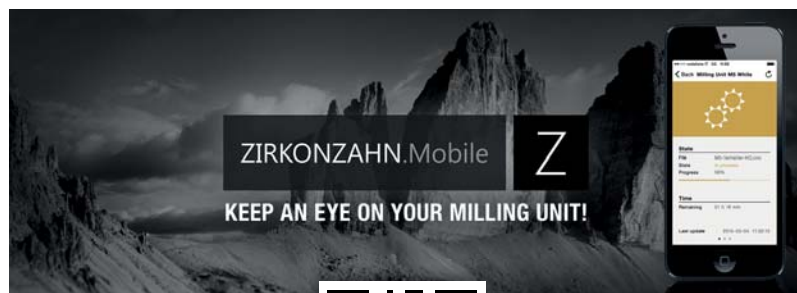 ZIRKONZAHN.Mobile Z
KEEP AN EYE ON YOUR MILLING UNIT!
Back Milling Unit M5 White
State
File
State
Progress
Time
Remaining
Last update